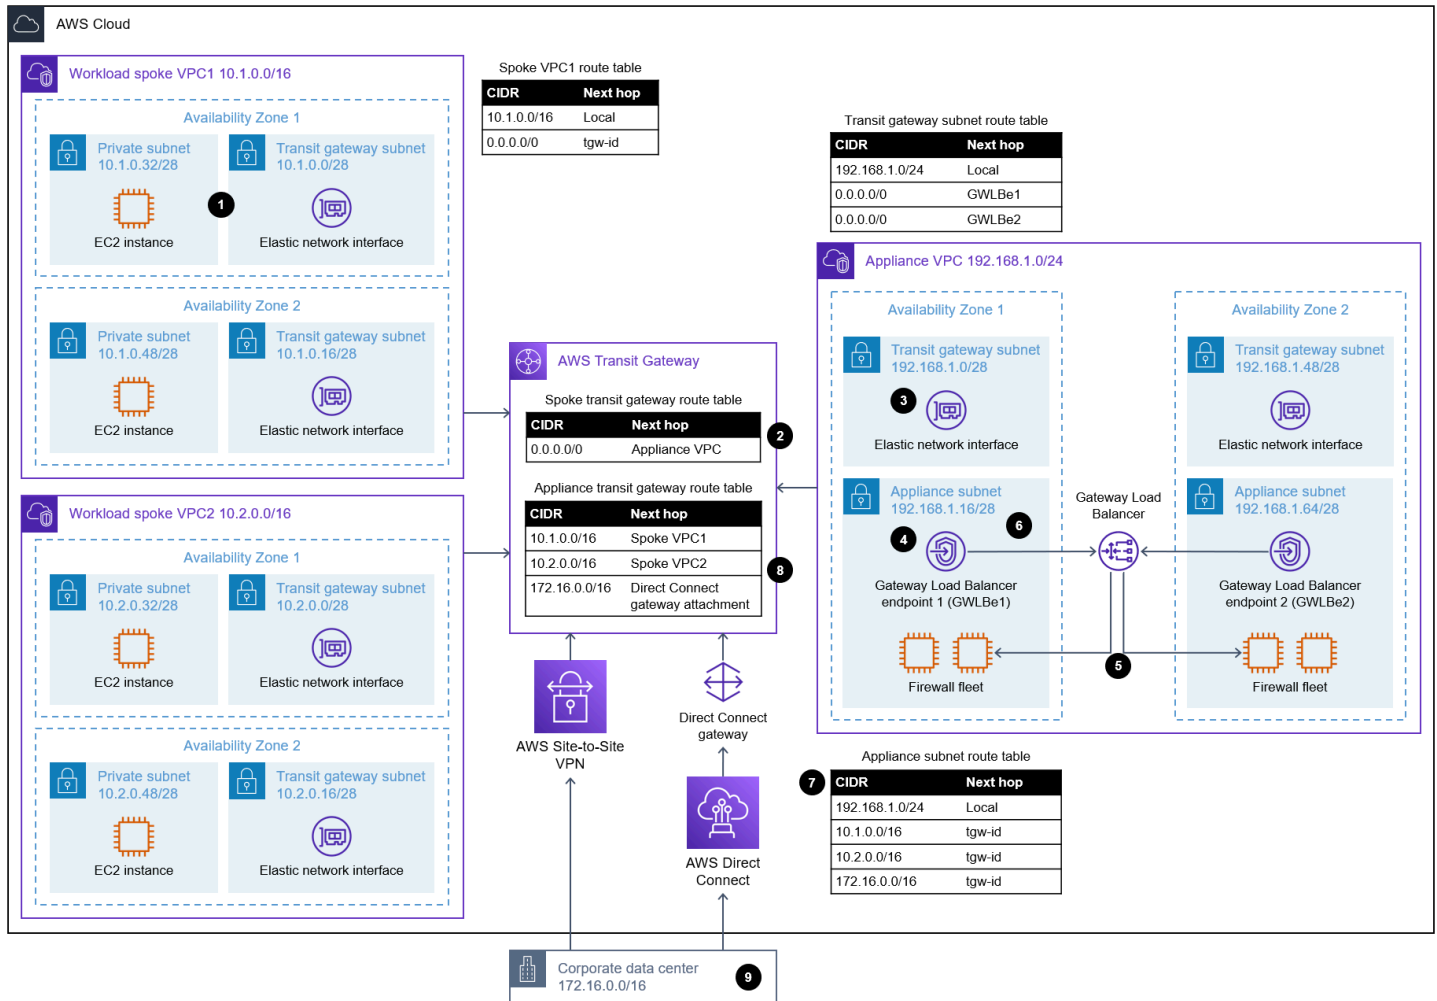 AWS Cloud
Workload spoke VPC1 10.1.0.0/16
Availability Zone 1
Private subnet
10.1.0.32/28
EC2 instance
1
Transit gateway subnet
10.1.0.0/28
Elastic network interface
Availability Zone 2
Private subnet
10.1.0.48/28
EC2 instance
Transit gateway subnet
10.1.0.16/28
Elastic network interface
Workload spoke VPC2 10.2.0.0/16
Availability Zone 1
Private subnet
10.2.0.32/28
EC2 instance
Transit gateway subnet
10.2.0.0/28
Elastic network interface
Availability Zone 2
Private subnet
10.2.0.48/28
EC2 instance
Transit gateway subnet
10.2.0.16/28
Elastic network interface
Spoke VPC1 route table
CIDR Next hop
10.1.0.0/16 Local
0.0.0.0/0 tgw-id
AWS Transit Gateway
Spoke transit gateway route table
CIDR Next hop
2
0.0.0.0/0 Appliance VPC
Appliance transit gateway route table
CIDR Next hop
10.1.0.0/16 Spoke VPC1
10.2.0.0/16 Spoke VPC2
8
172.16.0.0/16 Direct Connect
gateway attachment
AWS Site-to-Site
VPN
Direct Connect
gateway
AWS Direct
Connect
Corporate data center
172.16.0.0/16
9
Transit gateway subnet route table
CIDR Next hop
192.168.1.0/24 Local
0.0.0.0/0 GWLBe1
0.0.0.0/0 GWLBe2
Appliance VPC 192.168.1.0/24
Availability Zone 1
Transit gateway subnet
192.168.1.0/28
3
Elastic network interface
Appliance subnet
192.168.1.16/28
4
6
Gateway Load Balancer
endpoint 1 (GWLBe1)
Firewall fleet
Gateway Load
Balancer
5
Availability Zone 2
Transit gateway subnet
192.168.1.48/28
Elastic network interface
Appliance subnet
192.168.1.64/28
Gateway Load Balancer
endpoint 2 (GWLBe2)
Firewall fleet
Appliance subnet route table
7
CIDR Next hop
192.168.1.0/24 Local
10.1.0.0/16 tgw-id
10.2.0.0/16 tgw-id
172.16.0.0/16 tgw-id